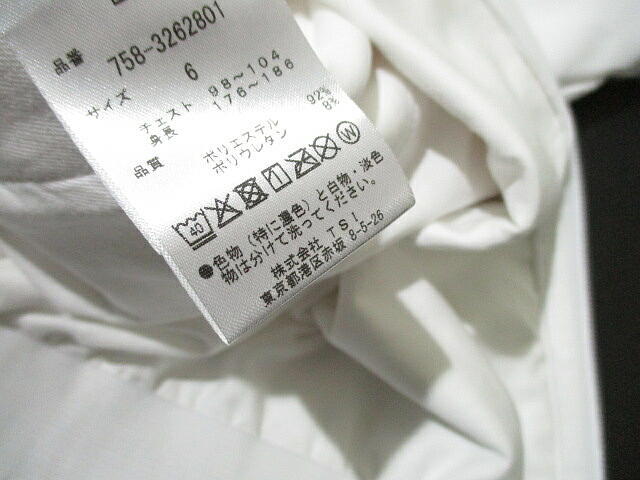 品番 758-3262801
サイズ 6
チェスト 98〜104
身長 176〜186
品質 ポリエステル 92%
ポリウレタン 8%
40 W
●色物（特に濃色）と白物・淡色
物は分けて洗ってください。
株式会社 TSI
東京都港区赤坂 8-5-26